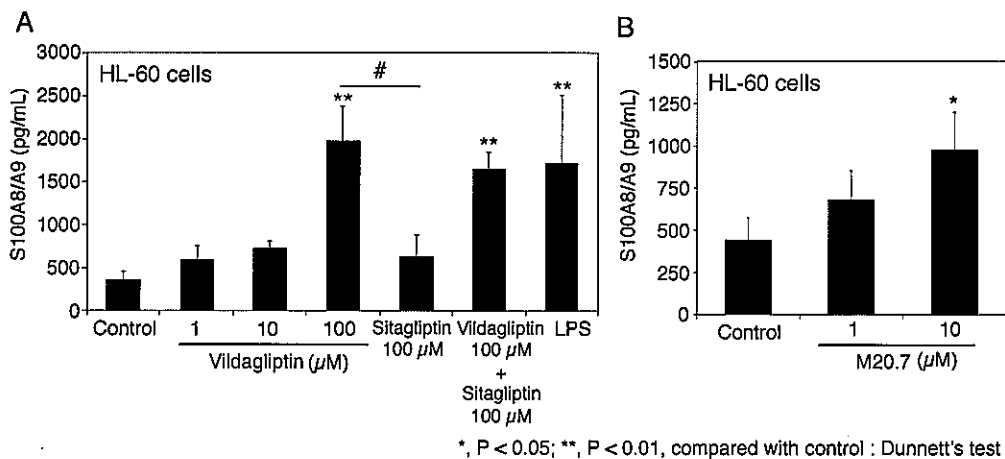 A
3000
2500
2000
1500
1000
500
0
S100A8/A9 (pg/mL)
HL-60 cells
**
#
**
**
Control
1
10
100
Vildagliptin (μM)
Sitagliptin
100 μM
Vildagliptin
100 μM
+
Sitagliptin
100 μM
LPS
B
1500
1250
1000
750
500
250
0
S100A8/A9 (pg/mL)
HL-60 cells
*
Control
1
10
M20.7 (μM)
*, P < 0.05; **, P < 0.01, compared with control : Dunnett's test